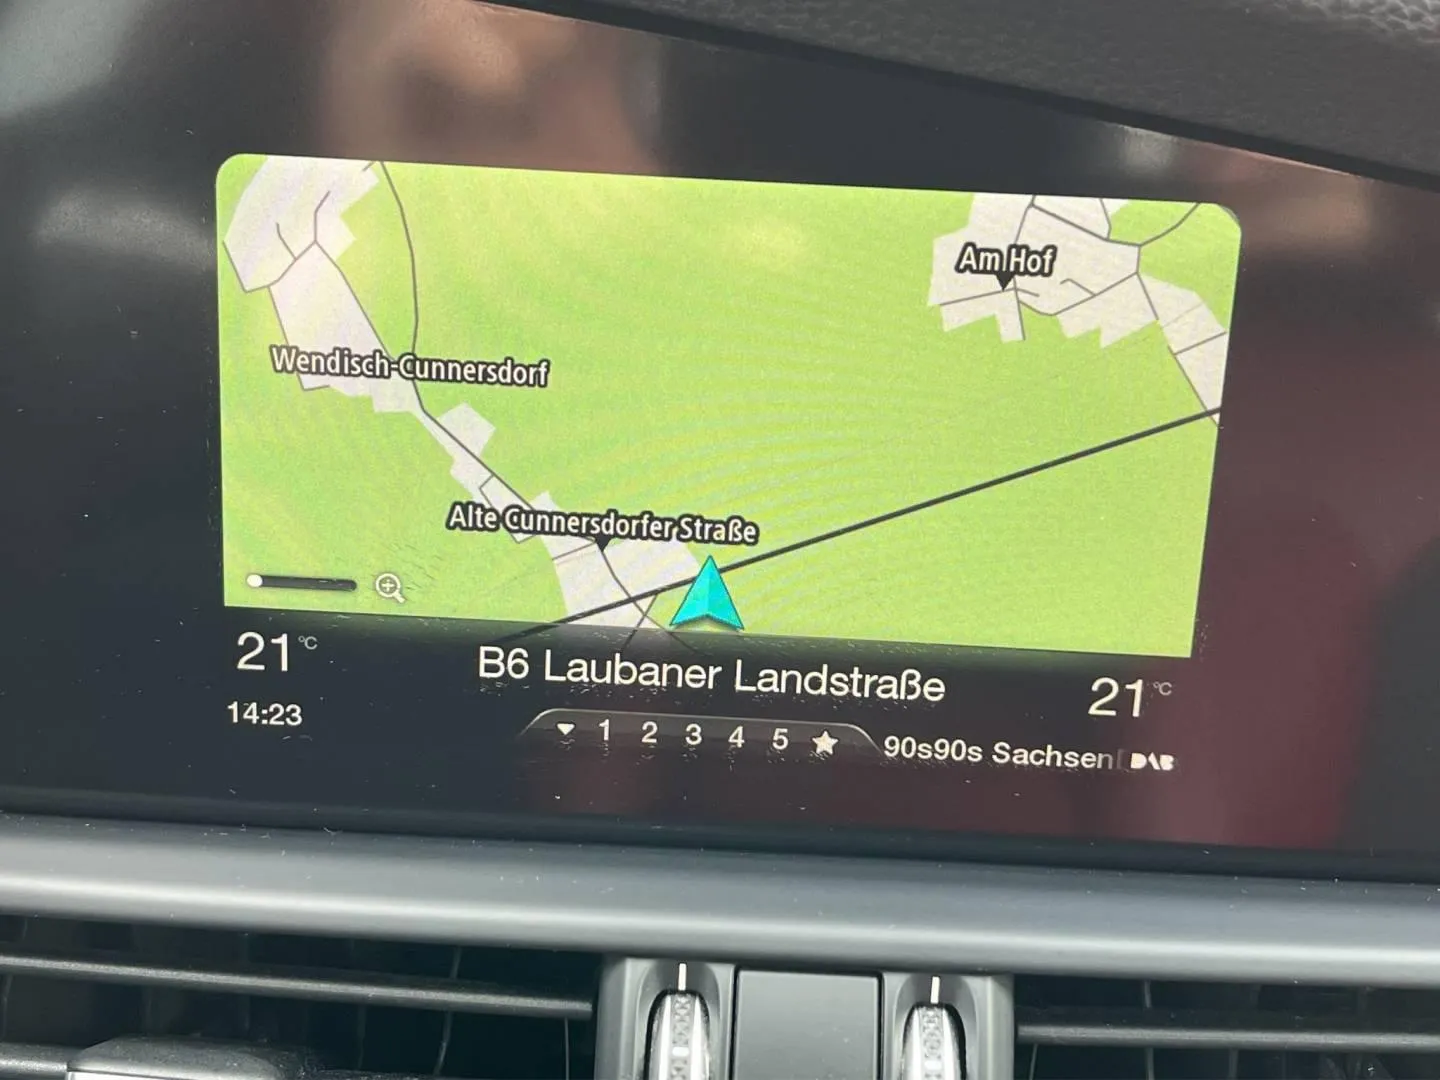 Am Hof
Wendisch-Cunnersdorf
Alte Cunnersdorfer Straße
21 °C
B6 Laubaner Landstraße
21 °C
14:23
1 2 3 4 5
90s90s Sachsen DAB